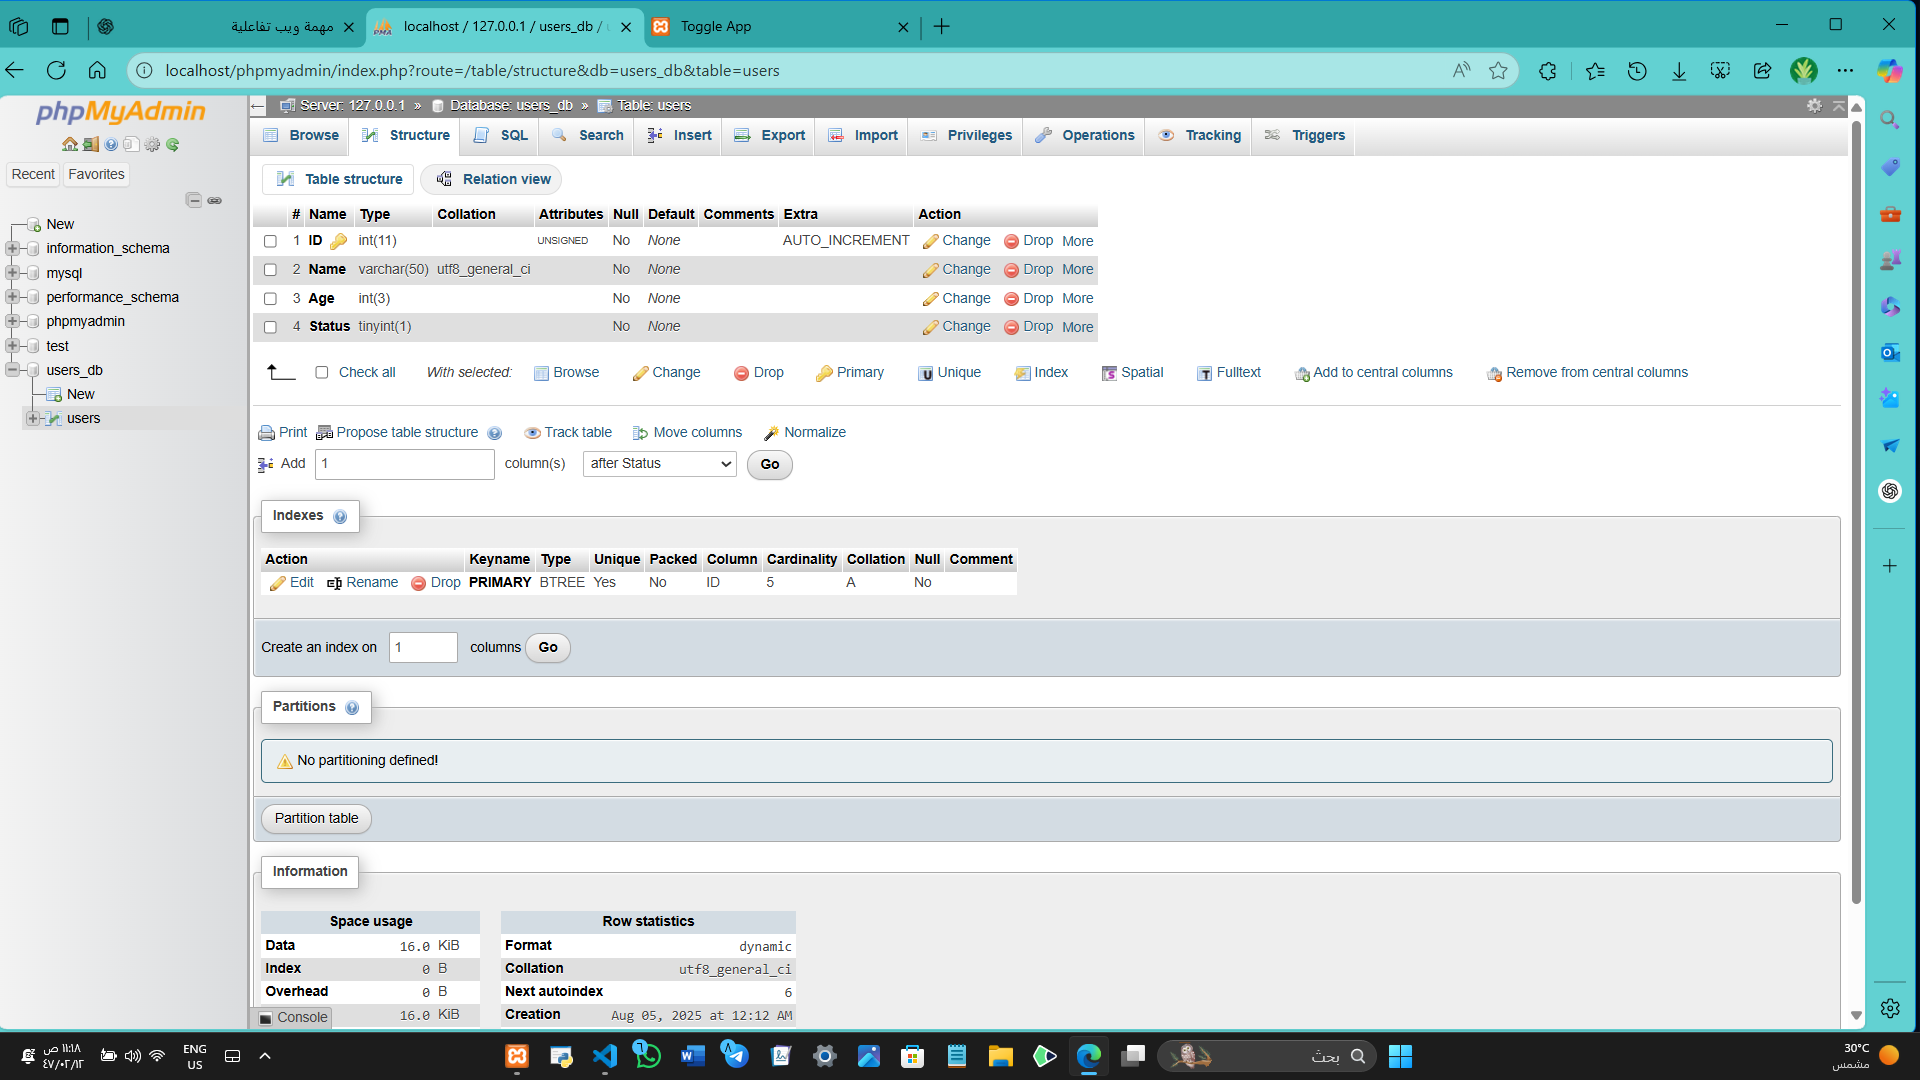 مهمة ويب تفاعلية
localhost / 127.0.0.1 / users_db /
Toggle App
localhost/phpmyadmin/index.php?route=/table/structure&db=users_db&table=users
phpMyAdmin
Recent Favorites
New
information_schema
mysql
performance_schema
phpmyadmin
test
users_db
New
users
Server: 127.0.0.1 » Database: users_db » Table: users
Browse Structure SQL Search Insert Export Import Privileges Operations Tracking Triggers
Table structure Relation view
# Name Type Collation Attributes Null Default Comments Extra Action
1 ID int(11) UNSIGNED No None AUTO_INCREMENT Change Drop More
2 Name varchar(50) utf8_general_ci No None Change Drop More
3 Age int(3) No None Change Drop More
4 Status tinyint(1) No None Change Drop More
Check all With selected: Browse Change Drop Primary Unique Index Spatial Fulltext Add to central columns Remove from central columns
Print Propose table structure Track table Move columns Normalize
Add 1 column(s) after Status Go
Indexes
Action Keyname Type Unique Packed Column Cardinality Collation Null Comment
Edit Rename Drop PRIMARY BTREE Yes No ID 5 A No
Create an index on 1 columns Go
Partitions
No partitioning defined!
Partition table
Information
Space usage
Data 16.0 KiB
Index 0 B
Overhead 0 B
16.0 KiB
Row statistics
Format dynamic
Collation utf8_general_ci
Next autoindex 6
Creation Aug 05, 2025 at 12:12 AM
Console
١١:١٨ ص
٤٧/٠٢/١٢
ENG
US
بحث
30°C
مشمس